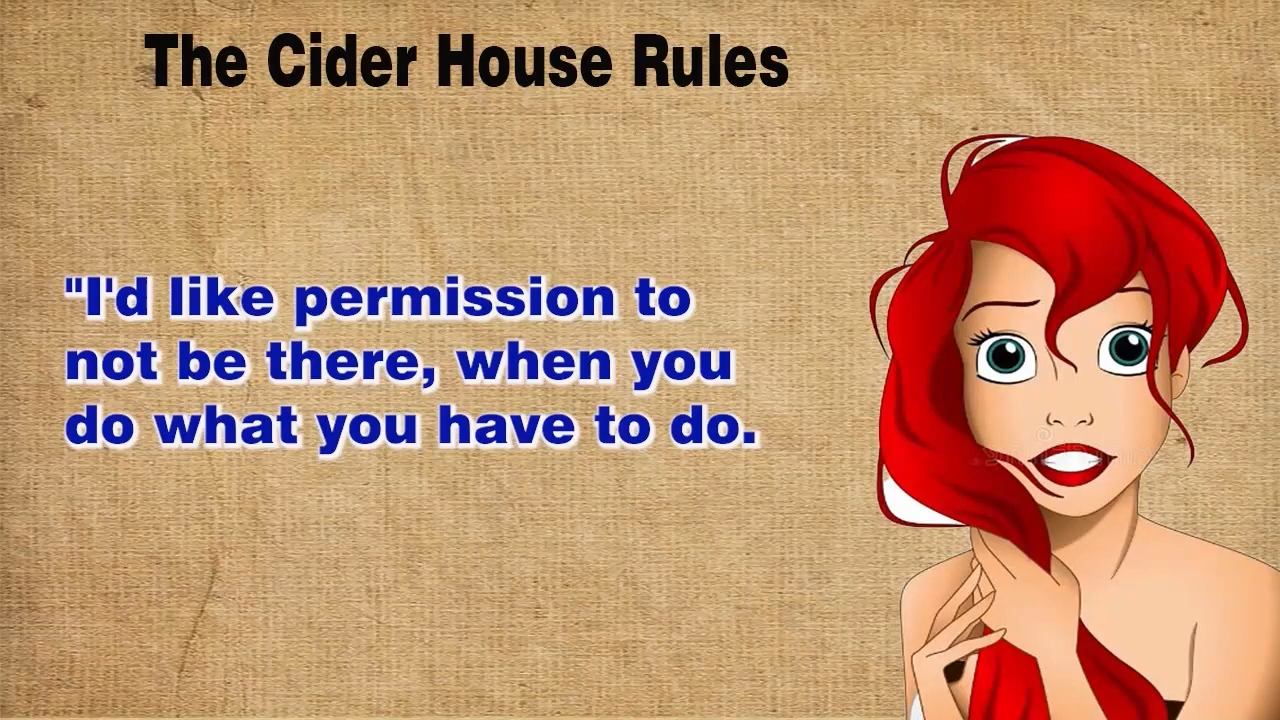 The Cider House Rules
"I'd like permission to
not be there, when you
do what you have to do.